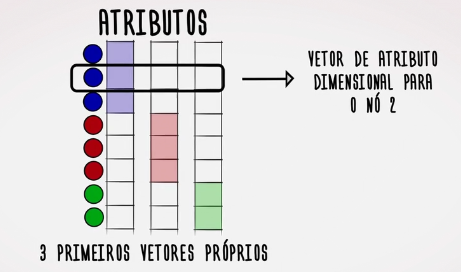 ATRIBUTOS
VETOR DE ATRIBUTO
DIMENSIONAL PARA
O NÓ 2
3 PRIMEIROS VETORES PRÓPRIOS